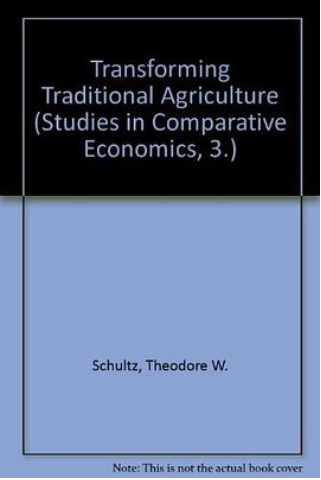 Transforming
Traditional Agriculture
(Studies in Comparative
Economics, 3.)
Schultz, Theodore W.
Note: This is not the actual book cover